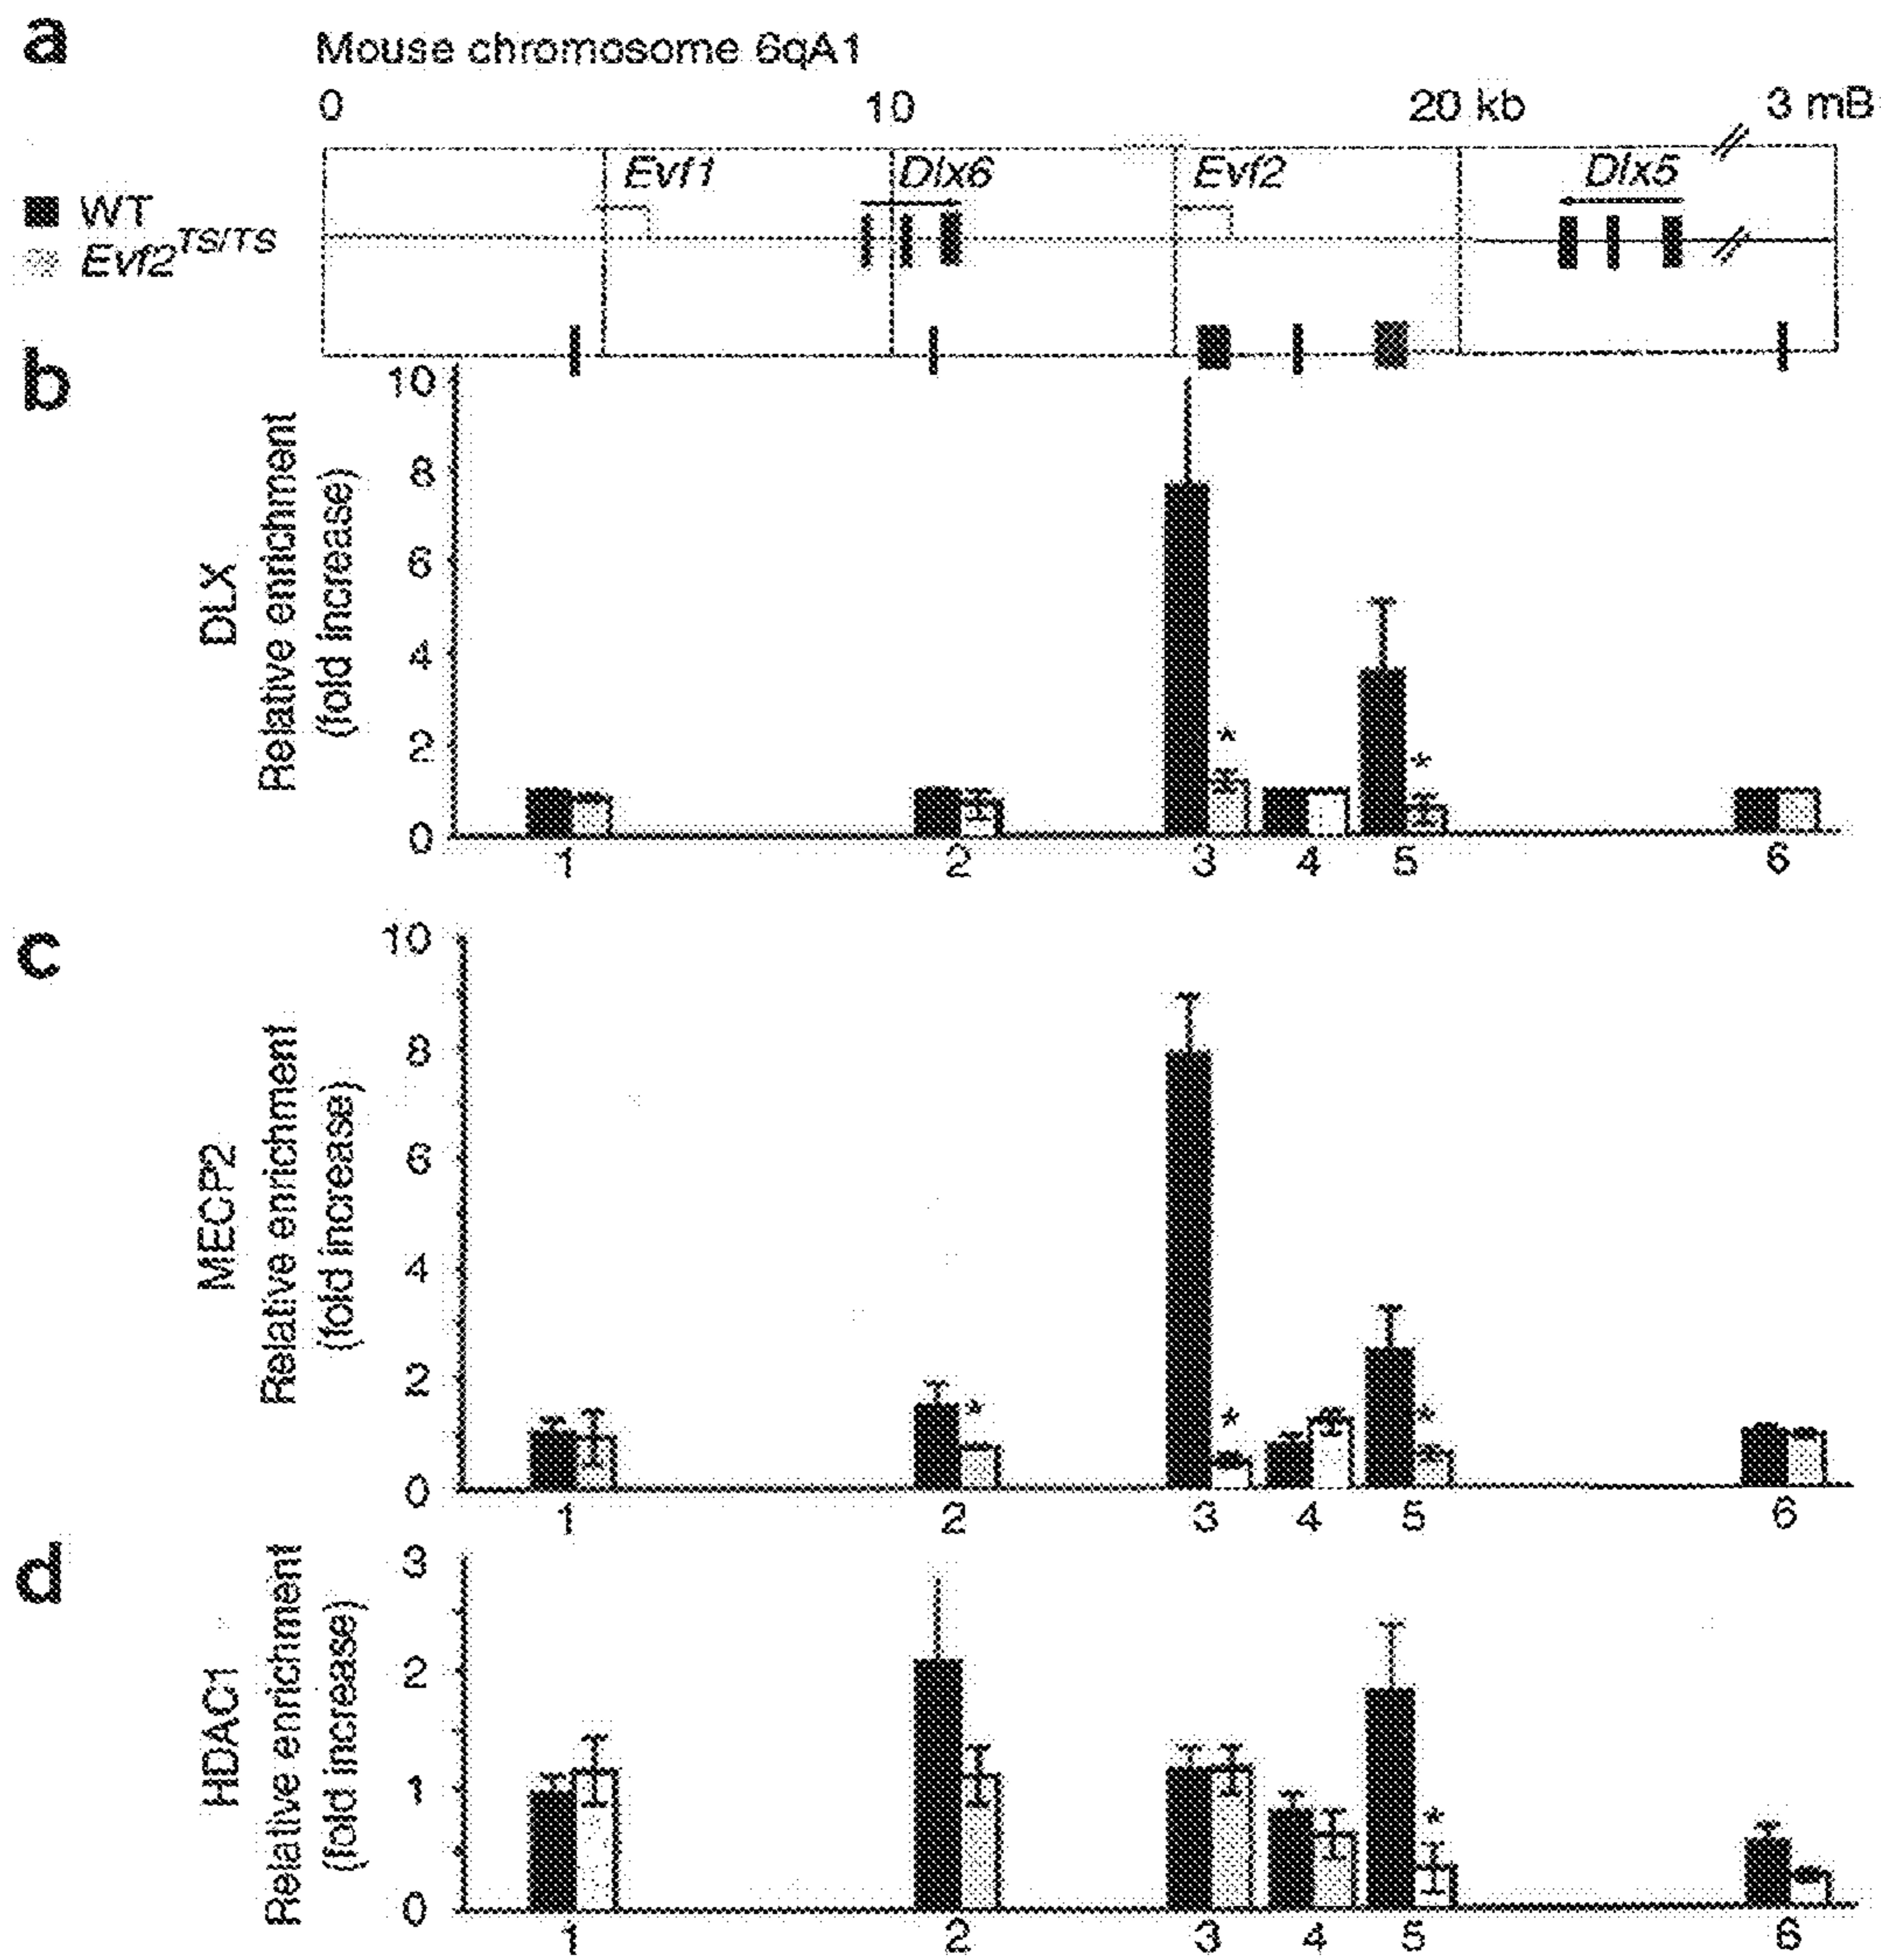 a
Mouse chromosome 6qA1
0 10 20 kb 3 mB
Evf1 Dlx6 Evf2 Dlx5
WT
Evf2TS/TS
b
DLX
Relative enrichment
(fold increase)
10
8
6
4
2
0
* *
1 2 3 4 5 6
c
MECP2
Relative enrichment
(fold increase)
10
8
6
4
2
0
* * *
1 2 3 4 5 6
d
HDAC1
Relative enrichment
(fold increase)
3
2
1
0
*
1 2 3 4 5 6